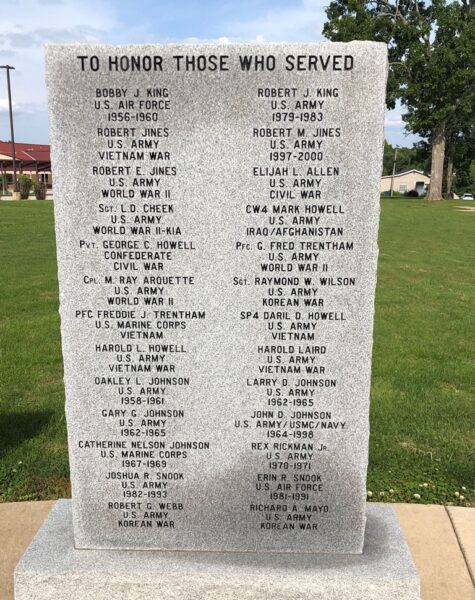 TO HONOR THOSE WHO SERVED
BOBBY J. KING
U.S. AIR FORCE
1956-1960
ROBERT JINES
U.S. ARMY
VIETNAM WAR
ROBERT E. JINES
U.S. ARMY
WORLD WAR II
SGT. L.D. CHEEK
U.S. ARMY
WORLD WAR II-KIA
PVT. GEORGE C. HOWELL
CONFEDERATE
CIVIL WAR
CPL. M. RAY ARQUETTE
U.S. ARMY
WORLD WAR II
PFC FREDDIE J. TRENTHAM
U.S. MARINE CORPS
VIETNAM
HAROLD L. HOWELL
U.S. ARMY
VIETNAM WAR
OAKLEY L. JOHNSON
U.S. ARMY
1958-1961
GARY G. JOHNSON
U.S. ARMY
1962-1965
CATHERINE NELSON JOHNSON
U.S. MARINE CORPS
1967-1969
JOSHUA R. SNOOK
U.S. ARMY
1982-1993
ROBERT G. WEBB
U.S. ARMY
KOREAN WAR
ROBERT J. KING
U.S. ARMY
1979-1983
ROBERT M. JINES
U.S. ARMY
1997-2000
ELIJAH L. ALLEN
U.S. ARMY
CIVIL WAR
CW4 MARK HOWELL
U.S. ARMY
IRAQ/AFGHANISTAN
PFC. G. FRED TRENTHAM
U.S. ARMY
WORLD WAR II
SGT. RAYMOND W. WILSON
U.S. ARMY
KOREAN WAR
SP4 DARIL D. HOWELL
U.S. ARMY
VIETNAM
HAROLD LAIRD
U.S. ARMY
VIETNAM WAR
LARRY D. JOHNSON
U.S. ARMY
1962-1965
JOHN D. JOHNSON
U.S. ARMY/USMC/NAVY
1964-1998
REX RICKMAN JR
U.S. ARMY
1970-1971
ERIN R. SNOOK
U.S. AIR FORCE
1981-1991
RICHARD A. MAYO
U.S. ARMY
KOREAN WAR